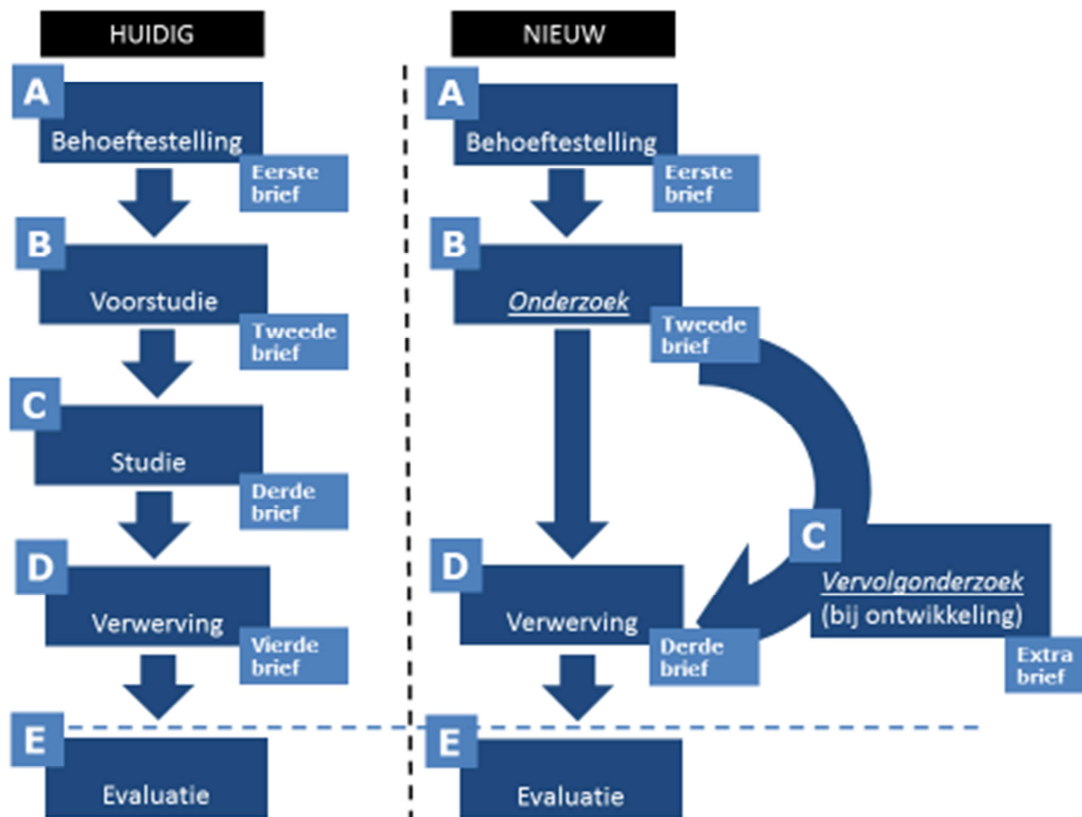 HUIDIG
A
Behoeftestelling
Eerste
brief
B
Voorstudie
Tweede
brief
C
Studie
Derde
brief
D
Verwerving
Vierde
brief
E
Evaluatie
NIEUW
A
Behoeftestelling
Eerste
brief
B
Onderzoek
Tweede
brief
C
Vervolgonderzoek
(bij ontwikkeling)
Extra
brief
D
Verwerving
Derde
brief
E
Evaluatie